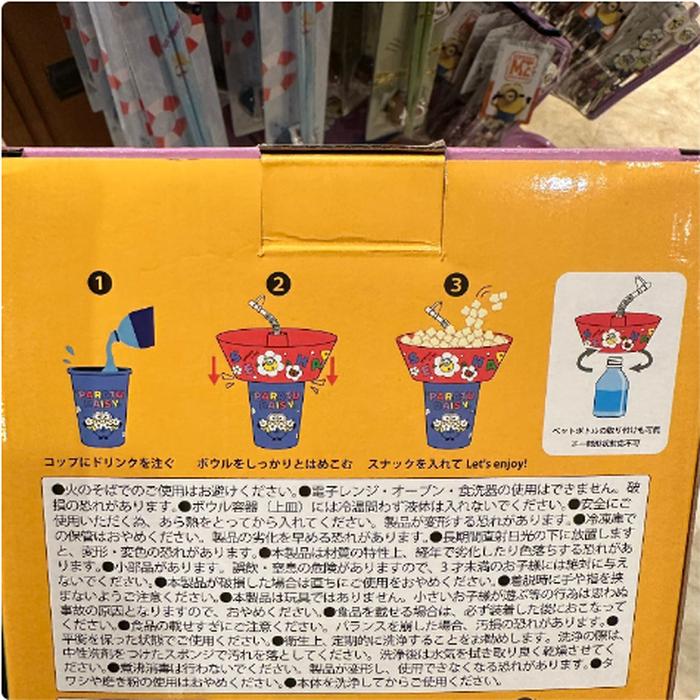 1
2
3
PARATU
DAISY
PARATU
DAISY
コップにドリンクを注ぐ
ボウルをしっかりとはめこむ
スナックを入れて Let's enjoy!
ペットボトルの取り付けも可能
※一部形状対応不可
●火のそばでのご使用はお避けください。●電子レンジ・オーブン・食洗器の使用はできません。破
損の恐れがあります。●ボウル容器（上皿）には冷温問わず液体は入れないでください。●安全にご
使用いただく為、あら熱をとってから入れてください。製品が変形する恐れがあります。●冷凍庫で
の保管はおやめください。製品の劣化を早める恐れがあります。●長期間直射日光の下に放置します
と、変形・変色の恐れがあります。●本製品は材質の特性上、経年で劣化したり色落ちする恐れがあ
ります。●小部品があります。誤飲・窒息の危険がありますので、3才未満のお子様には絶対に与え
ないでください。●本製品が破損した場合は直ちにご使用をおやめください。●着脱時に手や指を挟
まないようご注意ください。●本製品は玩具ではありません。小さいお子様が遊ぶ等の行為は思わぬ
事故の原因となりますので、おやめください。●食品を載せる場合は、必ず装着した後におこなって
ください。●食品の載せすぎにご注意ください。バランスを崩した場合、汚損の恐れがあります。●
平衡を保った状態でご使用ください。●衛生上、定期的に洗浄することをお勧めします。洗浄の際は、
中性洗剤をつけたスポンジで汚れを落としてください。洗浄後は水気を拭き取り良く乾燥させてく
ださい。●煮沸消毒は行わないでください。製品が変形し、使用できなくなる恐れがあります。●タ
ワシや磨き粉の使用はおやめください。●本体を洗浄してからご使用ください。